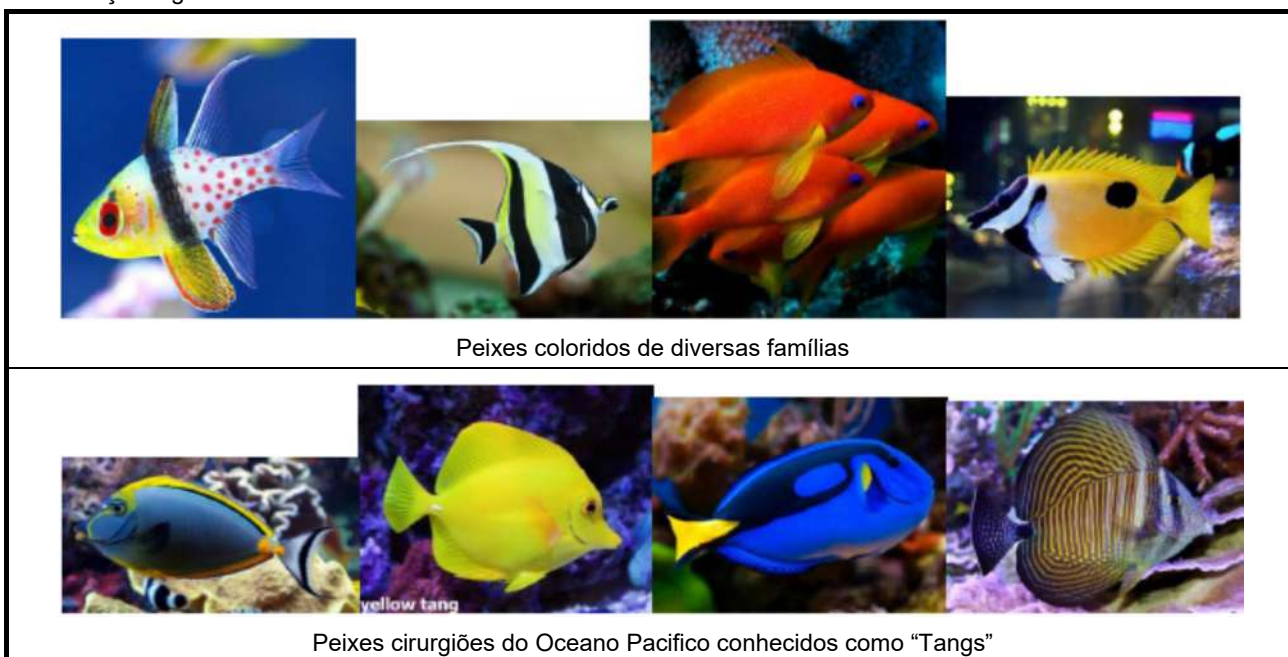 Peixes coloridos de diversas famílias
yellow tang
Peixes cirurgiões do Oceano Pacifico conhecidos como “Tangs”